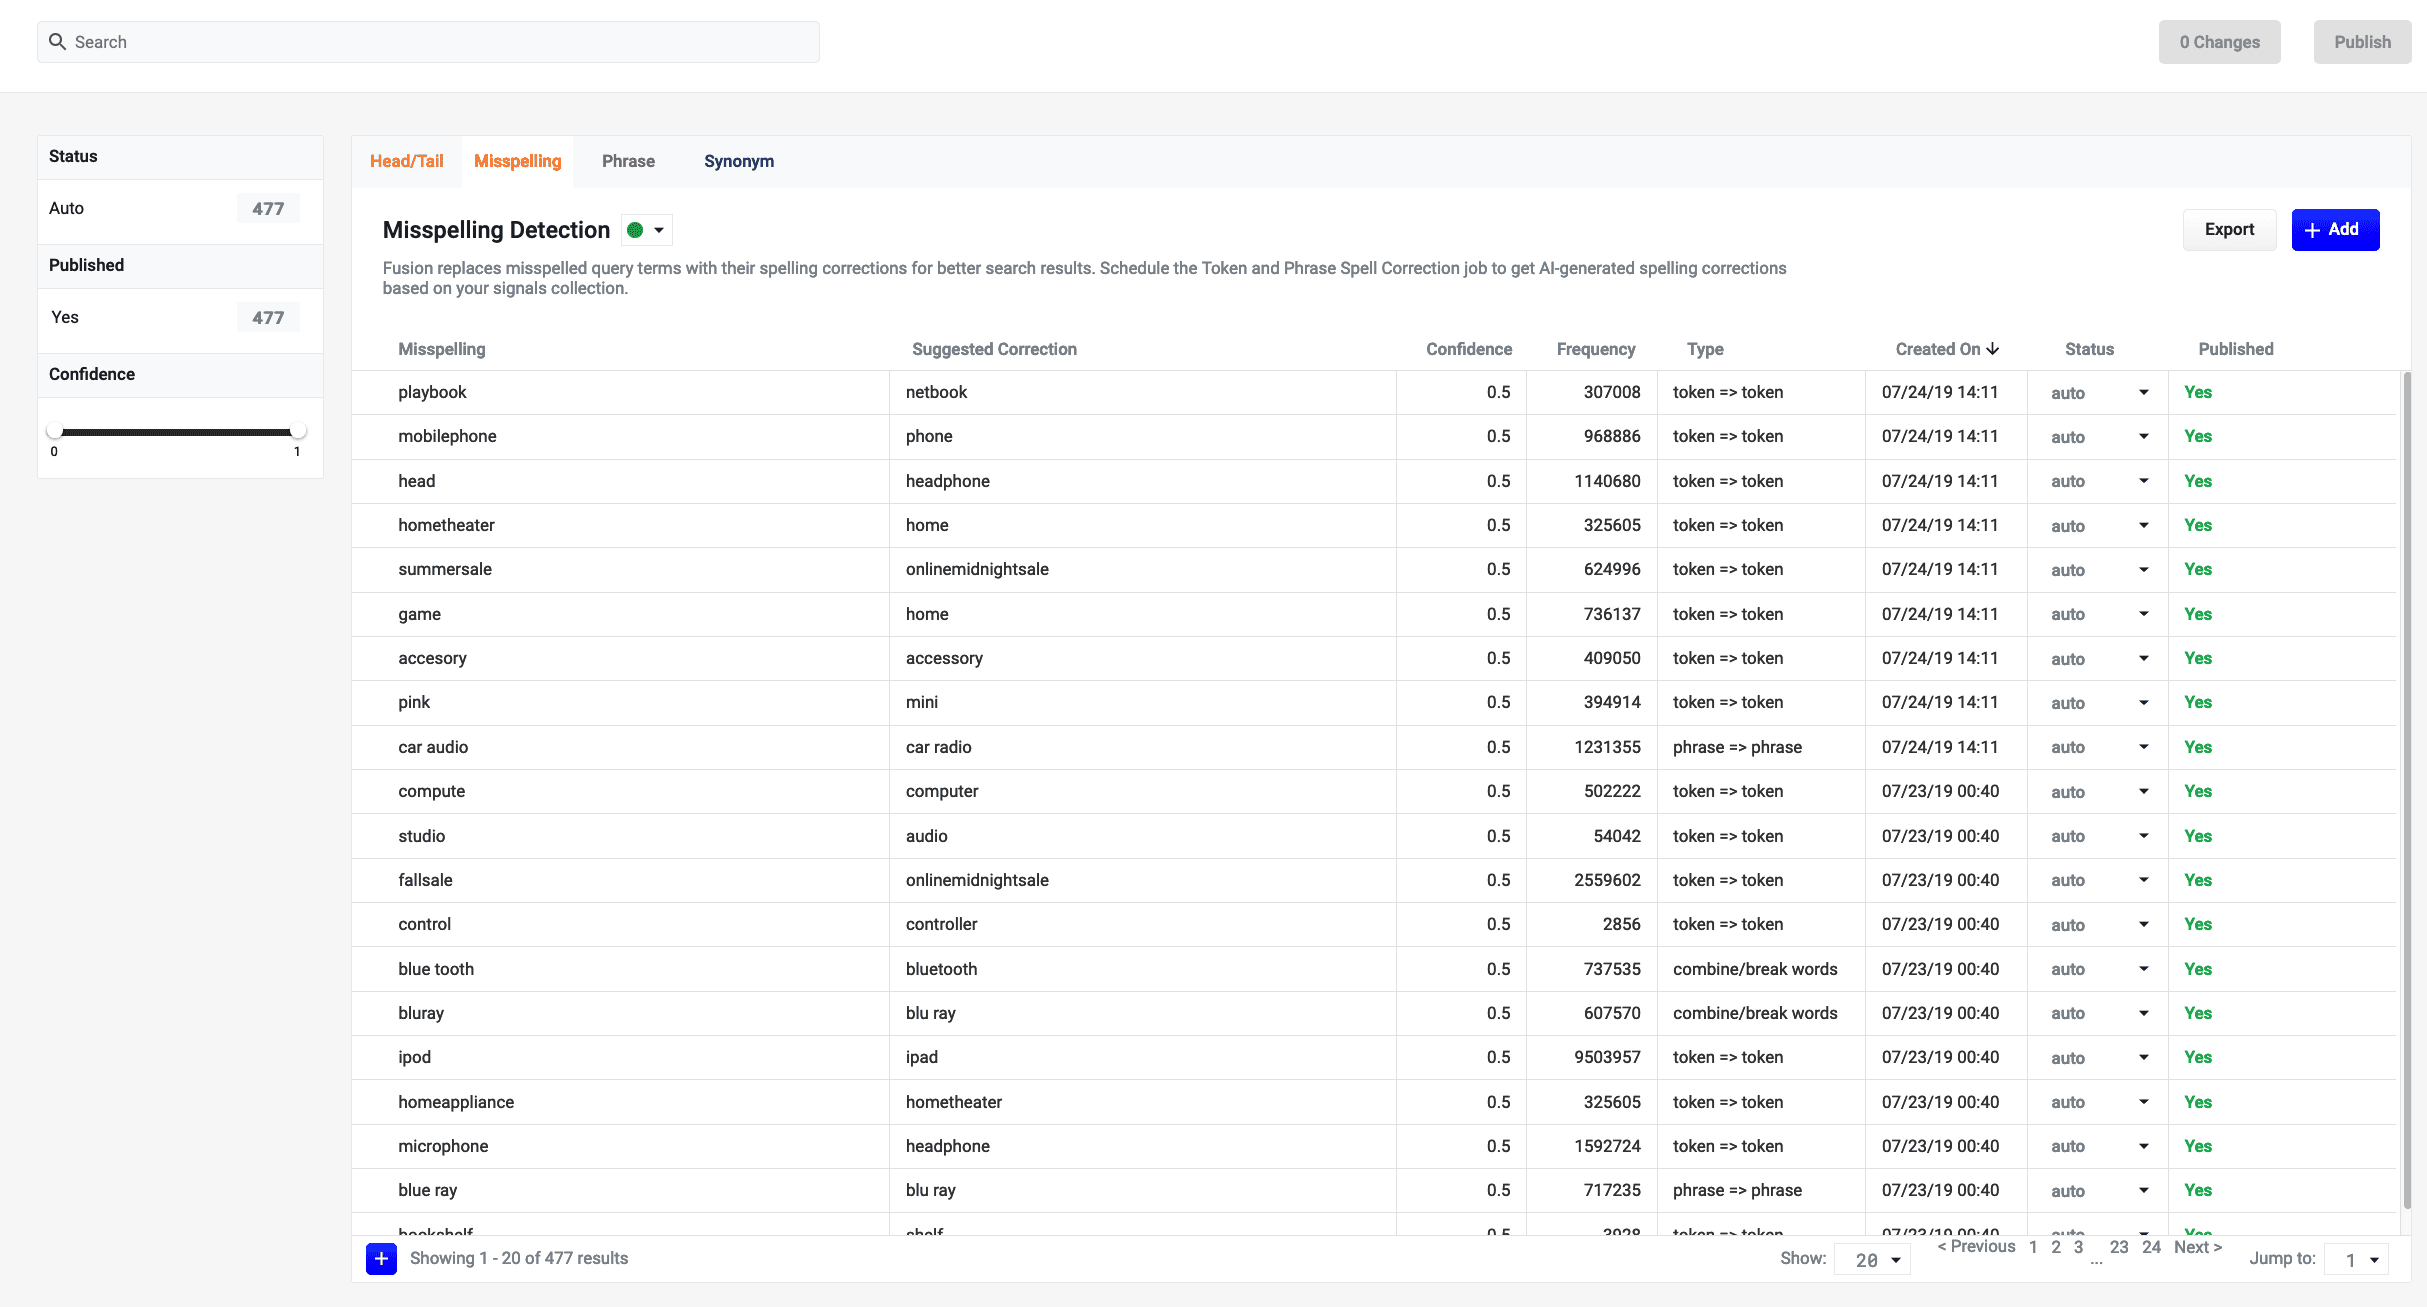 Search
0 Changes
Publish
Status
Auto 477
Published
Yes 477
Confidence
0 1
Head/Tail Misspelling Phrase Synonym
Misspelling Detection
Export
+ Add
Fusion replaces misspelled query terms with their spelling corrections for better search results. Schedule the Token and Phrase Spell Correction job to get AI-generated spelling corrections
based on your signals collection.
Misspelling Suggested Correction Confidence Frequency Type Created On Status Published
playbook netbook 0.5 307008 token => token 07/24/19 14:11 auto Yes
mobilephone phone 0.5 968886 token => token 07/24/19 14:11 auto Yes
head headphone 0.5 1140680 token => token 07/24/19 14:11 auto Yes
hometheater home 0.5 325605 token => token 07/24/19 14:11 auto Yes
summersale onlinemidnightsale 0.5 624996 token => token 07/24/19 14:11 auto Yes
game home 0.5 736137 token => token 07/24/19 14:11 auto Yes
accesory accessory 0.5 409050 token => token 07/24/19 14:11 auto Yes
pink mini 0.5 394914 token => token 07/24/19 14:11 auto Yes
car audio car radio 0.5 1231355 phrase => phrase 07/24/19 14:11 auto Yes
compute computer 0.5 502222 token => token 07/23/19 00:40 auto Yes
studio audio 0.5 54042 token => token 07/23/19 00:40 auto Yes
fallsale onlinemidnightsale 0.5 2559602 token => token 07/23/19 00:40 auto Yes
control controller 0.5 2856 token => token 07/23/19 00:40 auto Yes
blue tooth bluetooth 0.5 737535 combine/break words 07/23/19 00:40 auto Yes
bluray blu ray 0.5 607570 combine/break words 07/23/19 00:40 auto Yes
ipod ipad 0.5 9503957 token => token 07/23/19 00:40 auto Yes
homeappliance hometheater 0.5 325605 token => token 07/23/19 00:40 auto Yes
microphone headphone 0.5 1592724 token => token 07/23/19 00:40 auto Yes
blue ray blu ray 0.5 717235 phrase => phrase 07/23/19 00:40 auto Yes
bookshelf shelf 0.5 3928 token => token 07/23/19 00:40 auto Yes
+ Showing 1 - 20 of 477 results
Show: 20
< Previous 1 2 3 ... 23 24 Next >
Jump to: 1